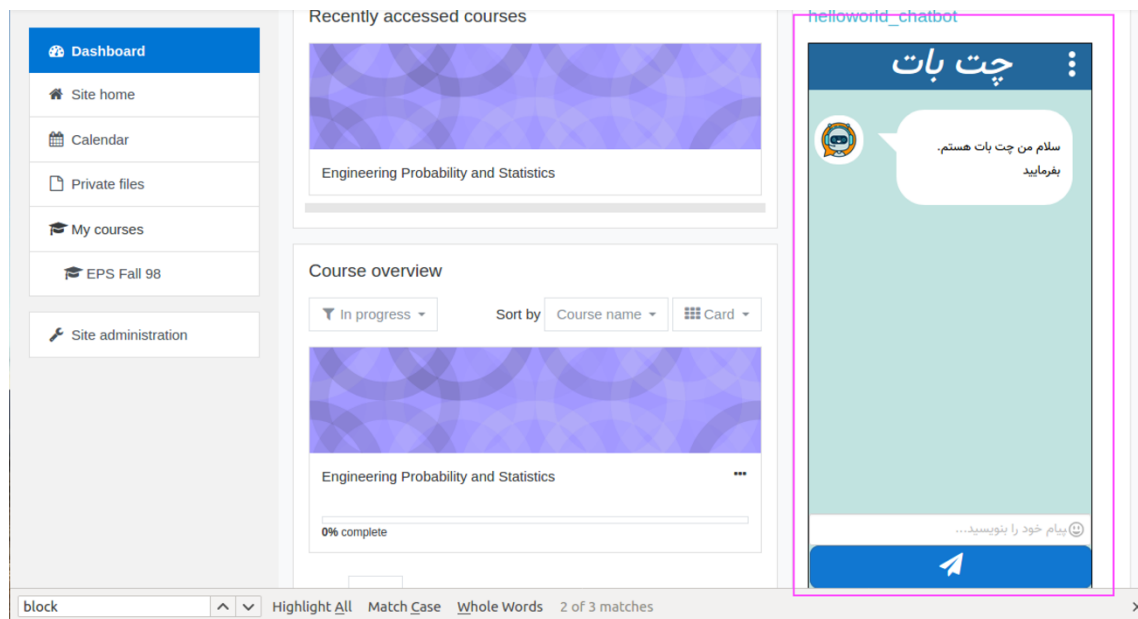 Dashboard
Site home
Calendar
Private files
My courses
EPS Fall 98
Site administration
Recently accessed courses
Engineering Probability and Statistics
Course overview
In progress
Sort by
Course name
Card
Engineering Probability and Statistics
0% complete
helloworld_chatbot
چت بات
سلام من چت بات هستم.
بفرمایید
پیام خود را بنویسید...
block
Highlight All Match Case Whole Words 2 of 3 matches